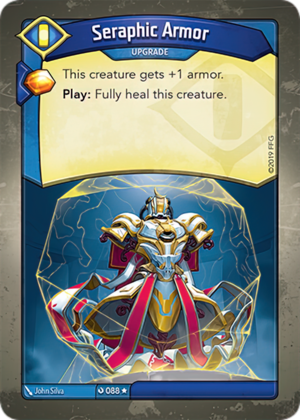 Seraphic Armor
UPGRADE
This creature gets +1 armor.
Play: Fully heal this creature.
©2019 FFG
John Silva
088★